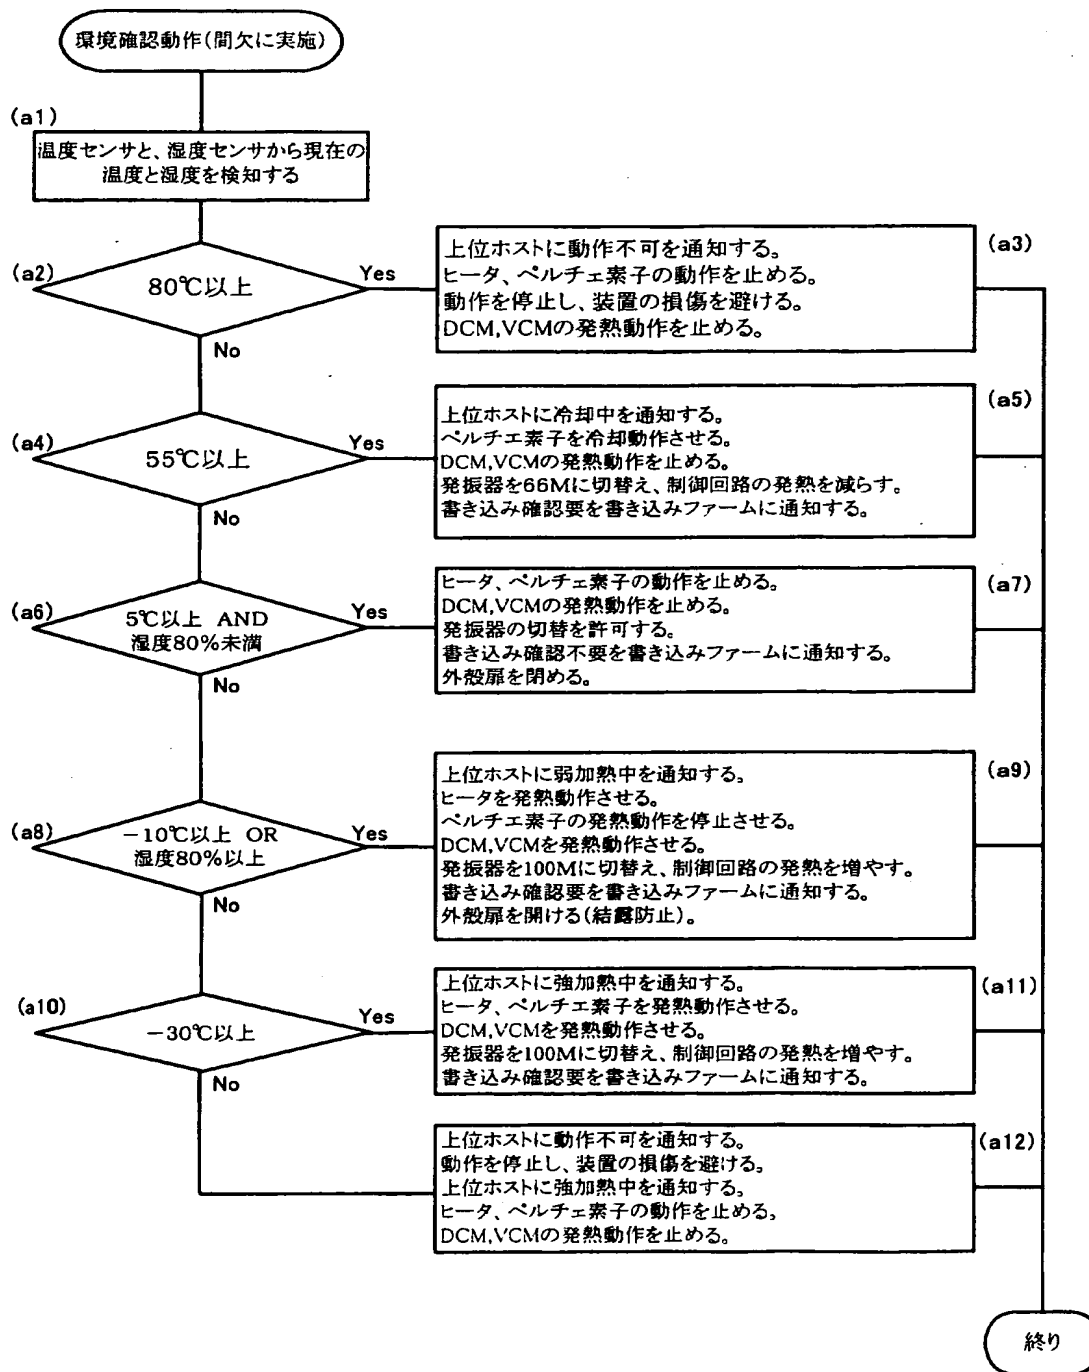 環境確認動作(間欠に実施)
(a1)
温度センサと、湿度センサから現在の
温度と湿度を検知する
(a2)
80℃以上
Yes
No
(a3)
上位ホストに動作不可を通知する。
ヒータ、ペルチェ素子の動作を止める。
動作を停止し、装置の損傷を避ける。
DCM,VCMの発熱動作を止める。
(a4)
55℃以上
Yes
No
(a5)
上位ホストに冷却中を通知する。
ペルチエ素子を冷却動作させる。
DCM,VCMの発熱動作を止める。
発振器を66Mに切替え、制御回路の発熱を減らす。
書き込み確認要を書き込みファームに通知する。
(a6)
5℃以上 AND
湿度80%未満
Yes
No
(a7)
ヒータ、ペルチェ素子の動作を止める。
DCM,VCMの発熱動作を止める。
発振器の切替を許可する。
書き込み確認不要を書き込みファームに通知する。
外殻扉を閉める。
(a8)
-10℃以上 OR
湿度80%以上
Yes
No
(a9)
上位ホストに弱加熱中を通知する。
ヒータを発熱動作させる。
ペルチェ素子の発熱動作を停止させる。
DCM,VCMを発熱動作させる。
発振器を100Mに切替え、制御回路の発熱を増やす。
書き込み確認要を書き込みファームに通知する。
外殻扉を開ける(結露防止)。
(a10)
-30℃以上
Yes
No
(a11)
上位ホストに強加熱中を通知する。
ヒータ、ペルチェ素子を発熱動作させる。
DCM,VCMを発熱動作させる。
発振器を100Mに切替え、制御回路の発熱を増やす。
書き込み確認要を書き込みファームに通知する。
(a12)
上位ホストに動作不可を通知する。
動作を停止し、装置の損傷を避ける。
上位ホストに強加熱中を通知する。
ヒータ、ペルチェ素子の動作を止める。
DCM,VCMの発熱動作を止める。
終り